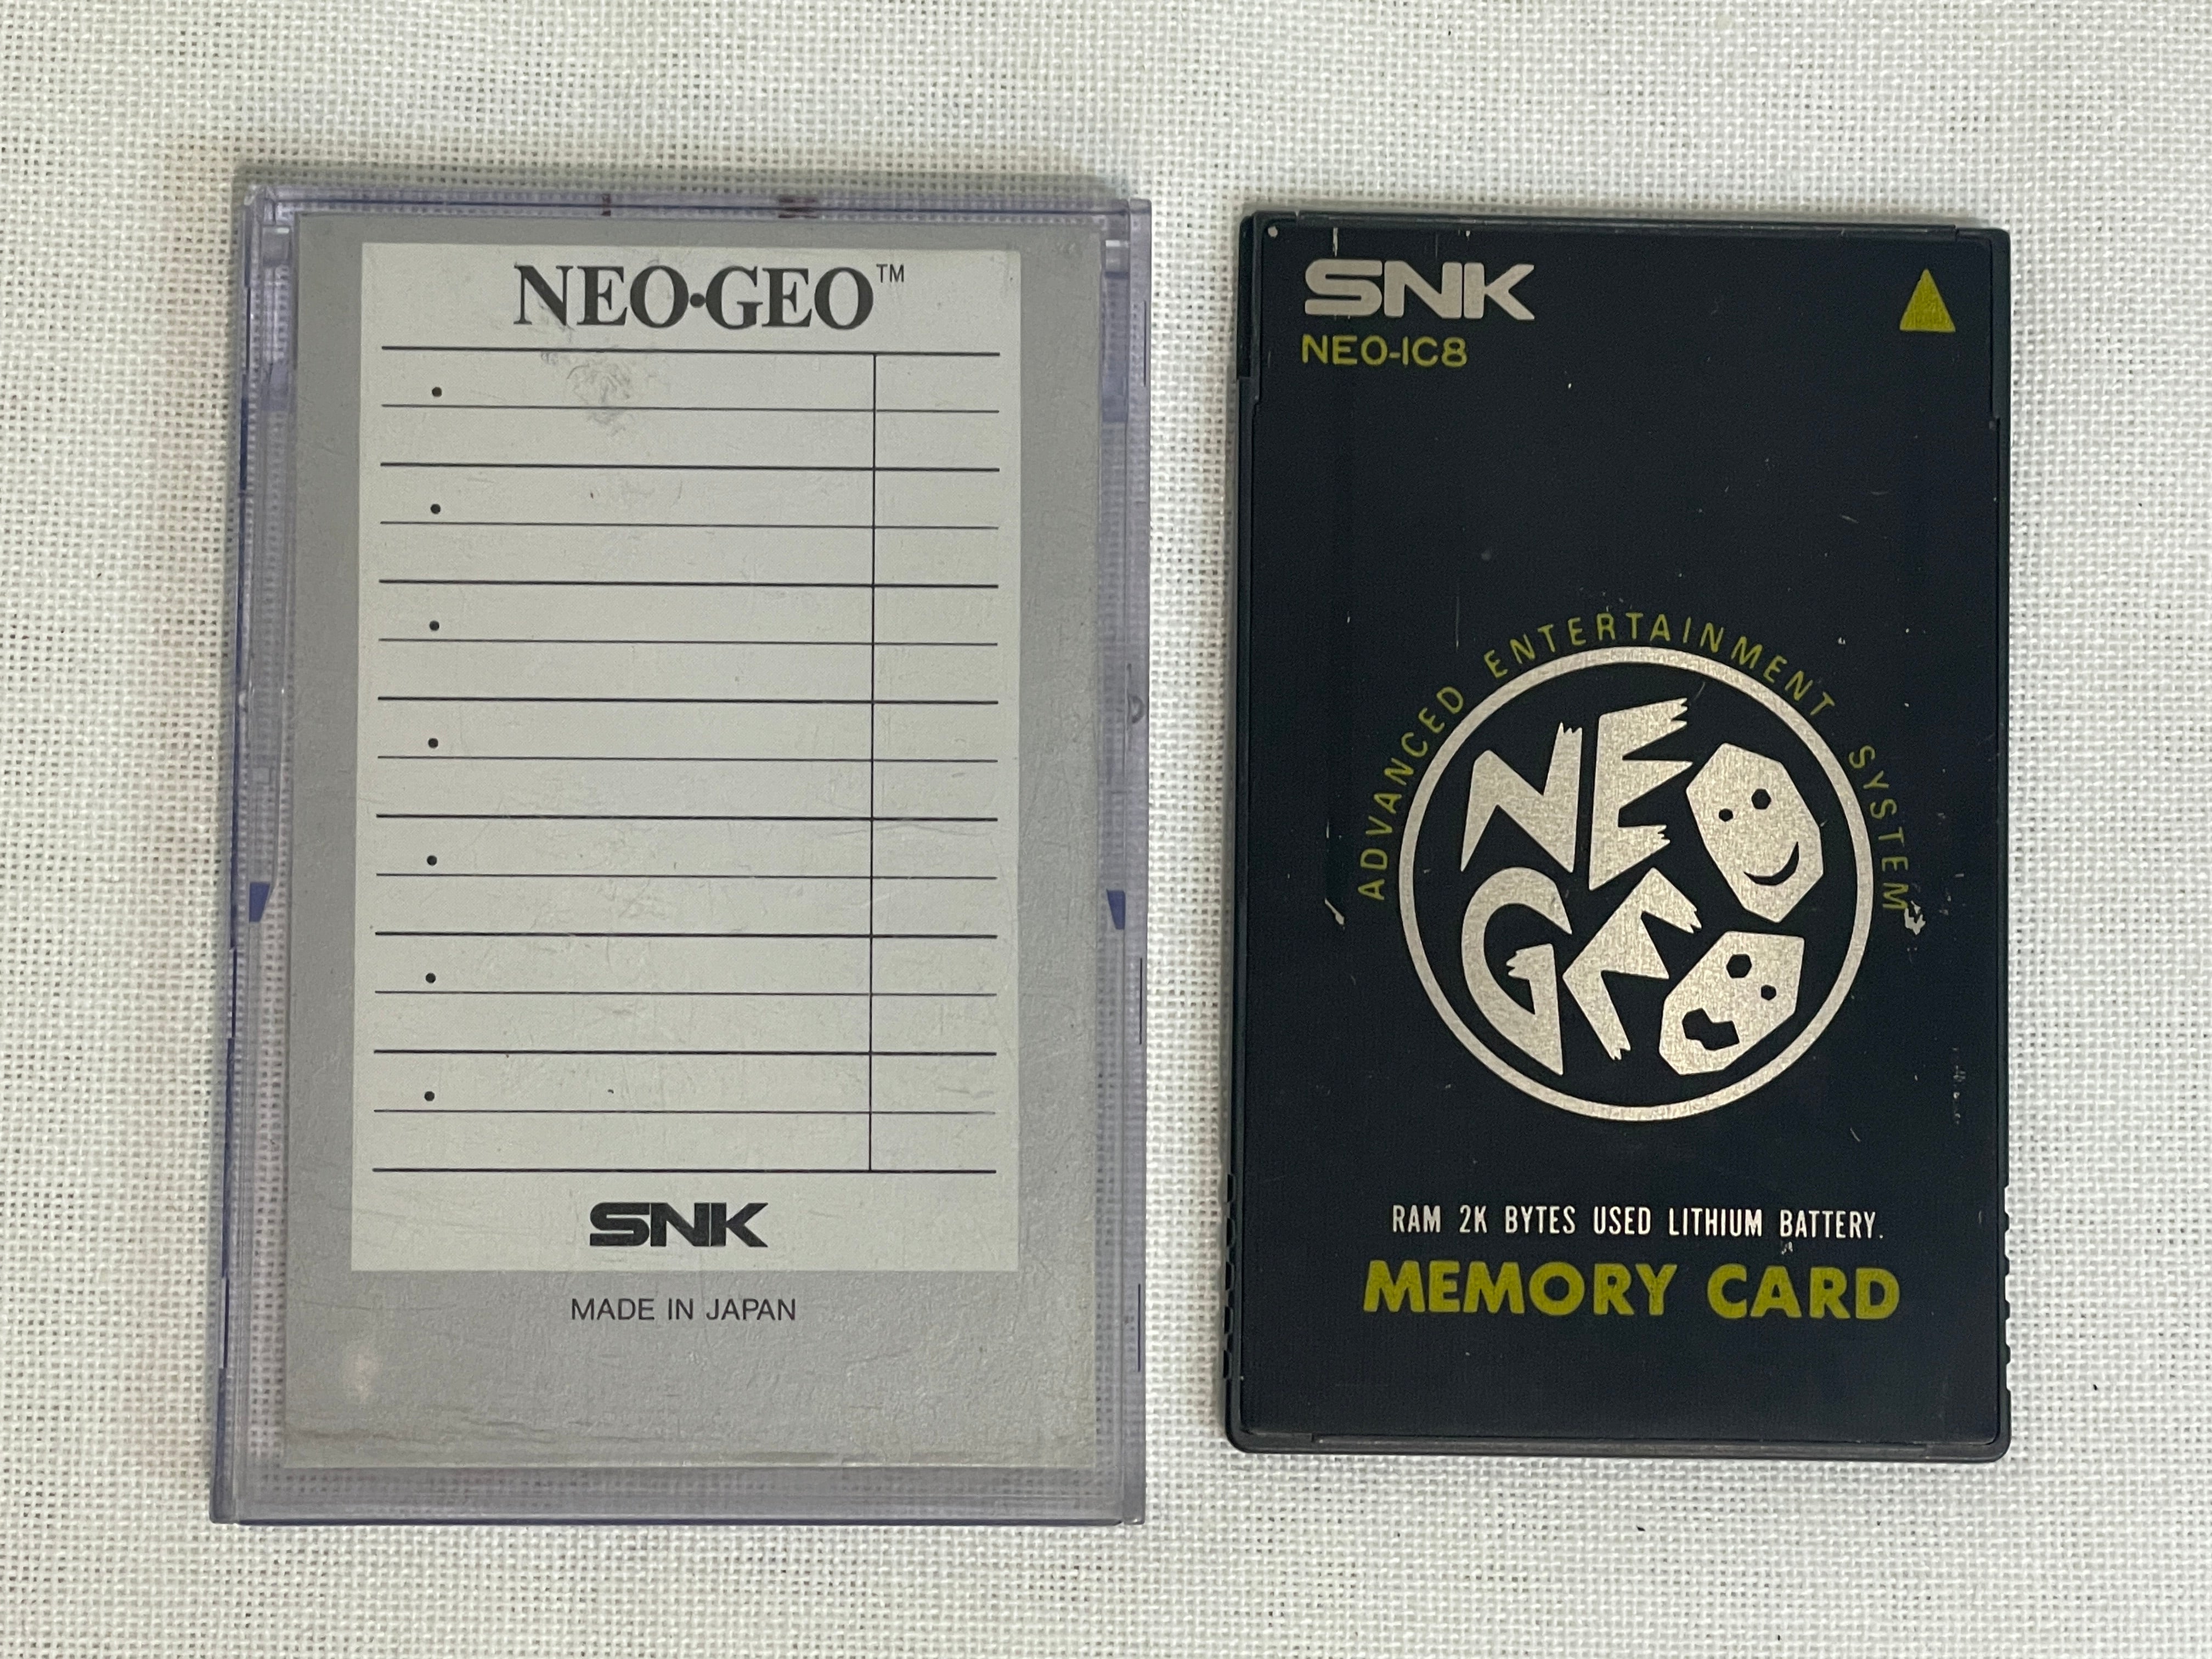 NEO•GEO™
SNK
MADE IN JAPAN
SNK
NEO-IC8
ADVANCED ENTERTAINMENT SYSTEM
NEO
GEO
RAM 2K BYTES USED LITHIUM BATTERY.
MEMORY CARD